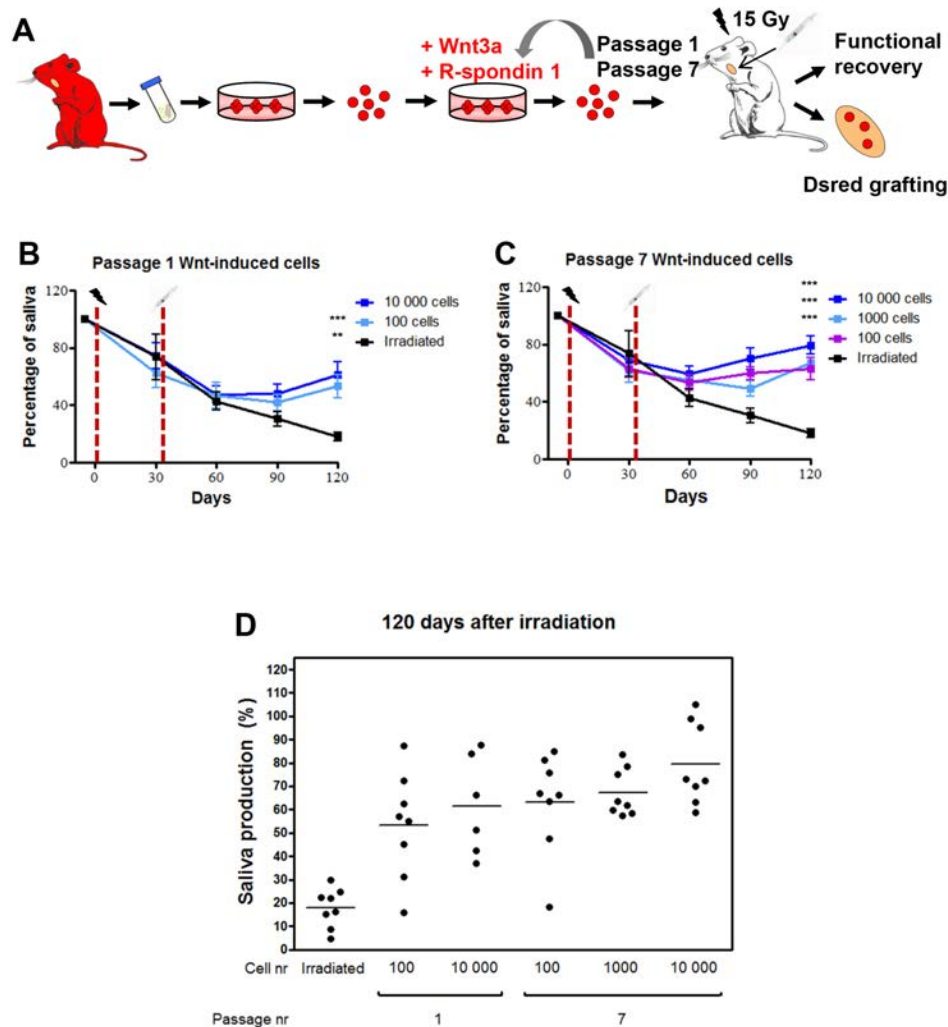 A
+ Wnt3a
+ R-spondin 1
Passage 1
Passage 7
15 Gy
Functional
recovery
Dsred grafting
B
Passage 1 Wnt-induced cells
Percentage of saliva
120
80
40
0
0 30 60 90 120
Days
10 000 cells
100 cells
Irradiated
***
**
C
Passage 7 Wnt-induced cells
Percentage of saliva
120
80
40
0
0 30 60 90 120
Days
10 000 cells
1000 cells
100 cells
Irradiated
***
***
***
D
120 days after irradiation
Saliva production (%)
120
110
100
90
80
70
60
50
40
30
20
10
0
Cell nr Irradiated 100 10 000 100 1000 10 000
Passage nr 1 7